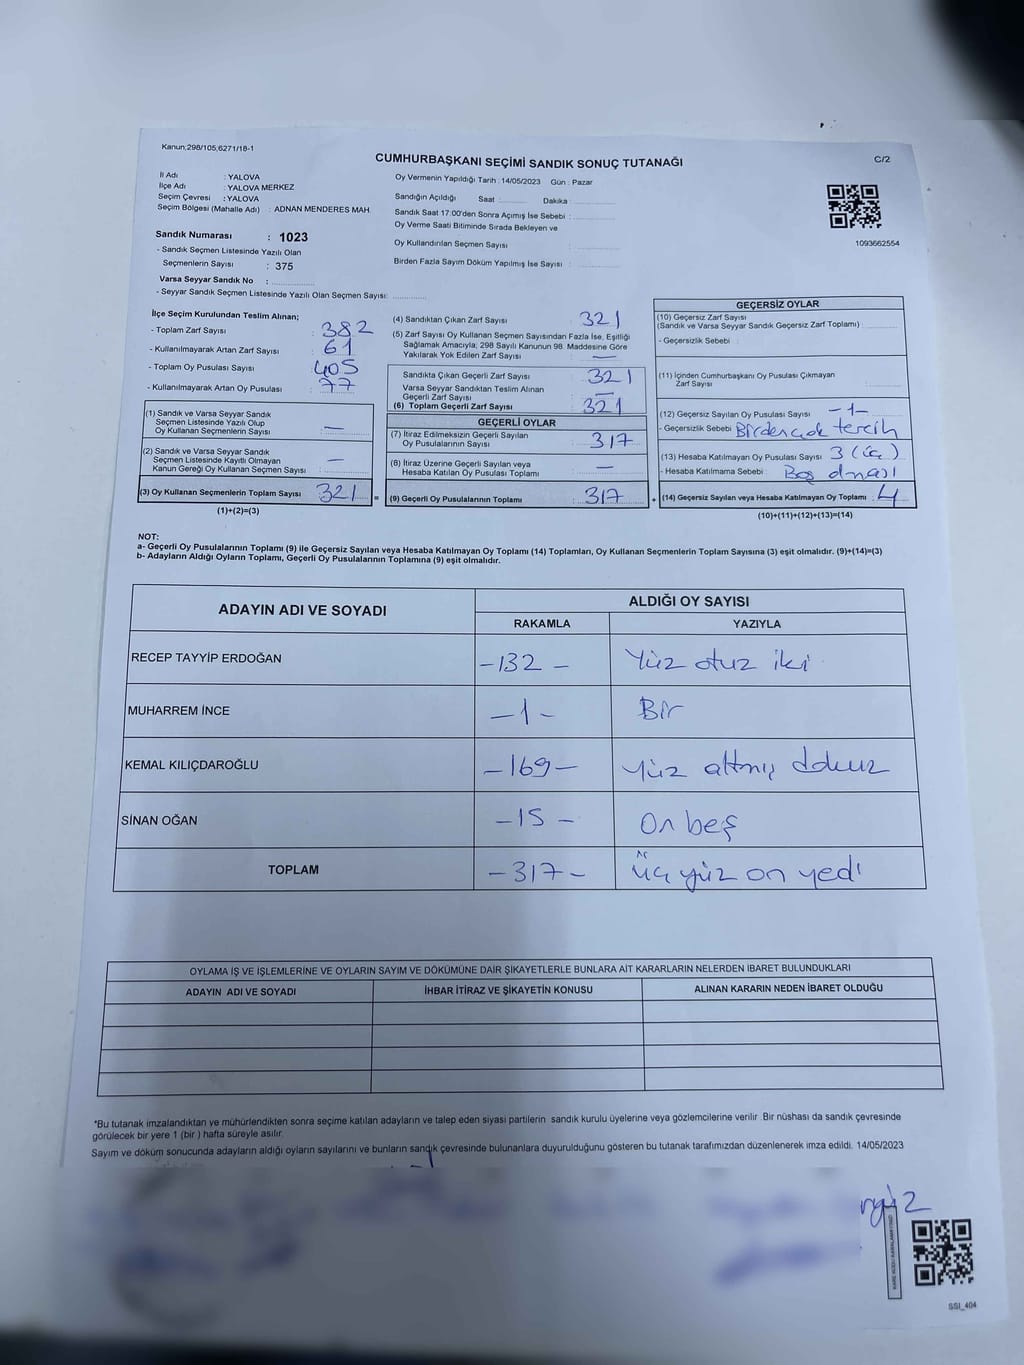 Kanun;298/105,6271/18-1
CUMHURBAŞKANI SEÇİMİ SANDIK SONUÇ TUTANAĞI
C/2
İl Adı : YALOVA
İlçe Adı : YALOVA MERKEZ
Seçim Çevresi : YALOVA
Seçim Bölgesi (Mahalle Adı) : ADNAN MENDERES MAH.
Sandık Numarası : 1023
- Sandık Seçmen Listesinde Yazılı Olan
Seçmenlerin Sayısı : 375
Varsa Seyyar Sandık No :
- Seyyar Sandık Seçmen Listesinde Yazılı Olan Seçmen Sayısı:
Oy Vermenin Yapıldığı Tarih : 14/05/2023 Gün : Pazar
Sandığın Açıldığı Saat : Dakika :
Sandık Saat 17:00'den Sonra Açımış İse Sebebi :
Oy Verme Saati Bitiminde Sırada Bekleyen ve
Oy Kullandırılan Seçmen Sayısı :
Birden Fazla Sayım Döküm Yapılmış İse Sayısı :
1093662554
İlçe Seçim Kurulundan Teslim Alınan;
- Toplam Zarf Sayısı : 382
- Kullanılmayarak Artan Zarf Sayısı : 61
- Toplam Oy Pusulası Sayısı : 405
- Kullanılmayarak Artan Oy Pusulası : 77
(1) Sandık ve Varsa Seyyar Sandık
Seçmen Listesinde Yazılı Olup
Oy Kullanan Seçmenlerin Sayısı : —
(2) Sandık ve Varsa Seyyar Sandık
Seçmen Listesinde Kayıtlı Olmayan
Kanun Gereği Oy Kullanan Seçmen Sayısı : —
(3) Oy Kullanan Seçmenlerin Toplam Sayısı : 321 =
(1)+(2)=(3)
(4) Sandıktan Çıkan Zarf Sayısı : 321
(5) Zarf Sayısı Oy Kullanan Seçmen Sayısından Fazla İse, Eşitliği
Sağlamak Amacıyla, 298 Sayılı Kanunun 98. Maddesine Göre
Yakılarak Yok Edilen Zarf Sayısı : —
Sandıkta Çıkan Geçerli Zarf Sayısı : 321
Varsa Seyyar Sandıktan Teslim Alınan
Geçerli Zarf Sayısı : —
(6) Toplam Geçerli Zarf Sayısı : 321
GEÇERLİ OYLAR
(7) İtiraz Edilmeksizin Geçerli Sayılan
Oy Pusulalarının Sayısı : 317
(8) İtiraz Üzerine Geçerli Sayılan veya
Hesaba Katılan Oy Pusulası Toplamı : —
(9) Geçerli Oy Pusulalarının Toplamı : 317 +
GEÇERSİZ OYLAR
(10) Geçersiz Zarf Sayısı
(Sandık ve Varsa Seyyar Sandık Geçersiz Zarf Toplamı) :
- Geçersizlik Sebebi :
(11) İçinden Cumhurbaşkanı Oy Pusulası Çıkmayan
Zarf Sayısı :
(12) Geçersiz Sayılan Oy Pusulası Sayısı : -1-
- Geçersizlik Sebebi : Birden çok tercih
(13) Hesaba Katılmayan Oy Pusulası Sayısı : 3 (üç)
- Hesaba Katılmama Sebebi : Boş olması
(14) Geçersiz Sayılan veya Hesaba Katılmayan Oy Toplamı : 4
(10)+(11)+(12)+(13)=(14)
NOT:
a- Geçerli Oy Pusulalarının Toplamı (9) ile Geçersiz Sayılan veya Hesaba Katılmayan Oy Toplamı (14) Toplamları, Oy Kullanan Seçmenlerin Toplam Sayısına (3) eşit olmalıdır. (9)+(14)=(3)
b- Adayların Aldığı Oyların Toplamı, Geçerli Oy Pusulalarının Toplamına (9) eşit olmalıdır.
ADAYIN ADI VE SOYADI
ALDIĞI OY SAYISI
RAKAMLA YAZIYLA
RECEP TAYYİP ERDOĞAN -132- Yüz otuz iki
MUHARREM İNCE -1- Bir
KEMAL KILIÇDAROĞLU -169- Yüz altmış dokuz
SİNAN OĞAN -15- On beş
TOPLAM -317- üç yüz on yedi
OYLAMA İŞ VE İŞLEMLERİNE VE OYLARIN SAYIM VE DÖKÜMÜNE DAİR ŞİKAYETLERLE BUNLARA AİT KARARLARIN NELERDEN İBARET BULUNDUKLARI
ADAYIN ADI VE SOYADI İHBAR İTİRAZ VE ŞİKAYETİN KONUSU ALINAN KARARIN NEDEN İBARET OLDUĞU
*Bu tutanak imzalandıktan ve mühürlendikten sonra seçime katılan adayların ve talep eden siyasi partilerin sandık kurulu üyelerine veya gözlemcilerine verilir. Bir nüshası da sandık çevresinde
görülecek bir yere 1 (bir ) hafta süreyle asılır.
Sayım ve döküm sonucunda adayların aldığı oyların sayılarını ve bunların sandık çevresinde bulunanlara duyurulduğunu gösteren bu tutanak tarafımızdan düzenlenerek imza edildi. 14/05/2023
SSI_404